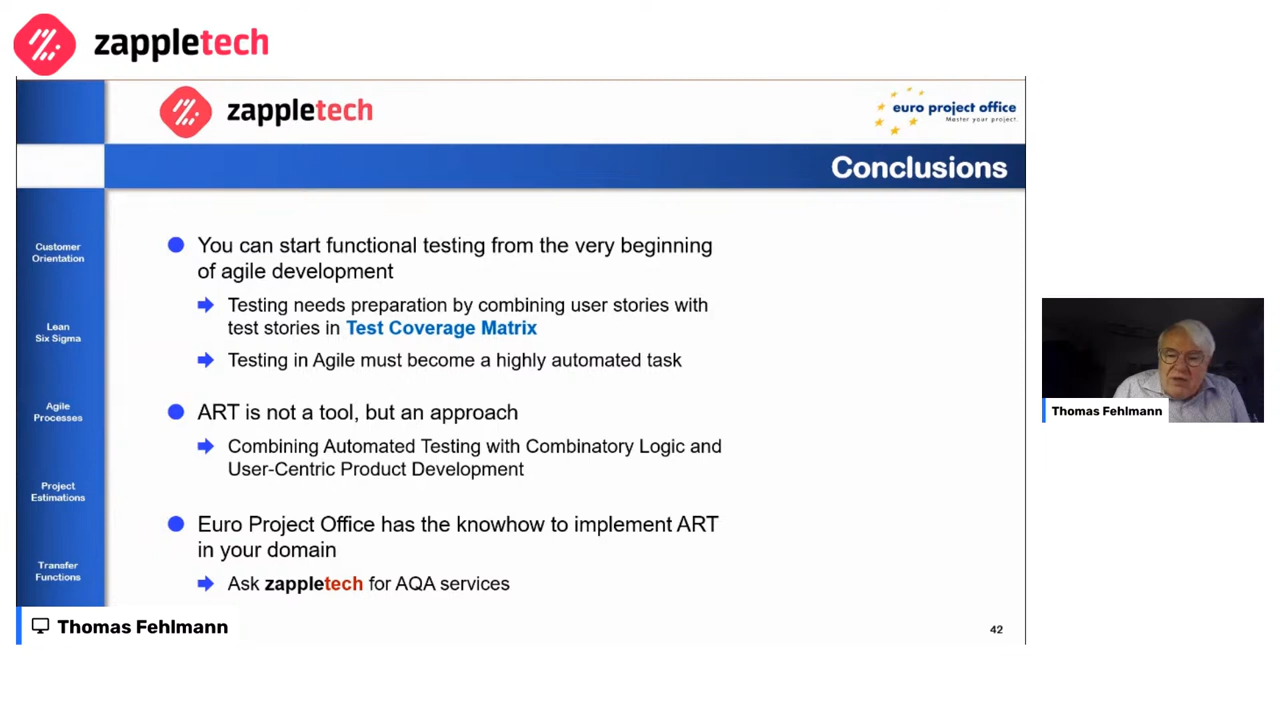 zappletech
zappletech
euro project office
Master your project.
Conclusions
Customer
Orientation
Lean
Six Sigma
Agile
Processes
Project
Estimations
Transfer
Functions
You can start functional testing from the very beginning
of agile development
Testing needs preparation by combining user stories with
test stories in Test Coverage Matrix
Testing in Agile must become a highly automated task
ART is not a tool, but an approach
Combining Automated Testing with Combinatory Logic and
User-Centric Product Development
Euro Project Office has the knowhow to implement ART
in your domain
Ask zappletech for AQA services
42
Thomas Fehlmann
Thomas Fehlmann